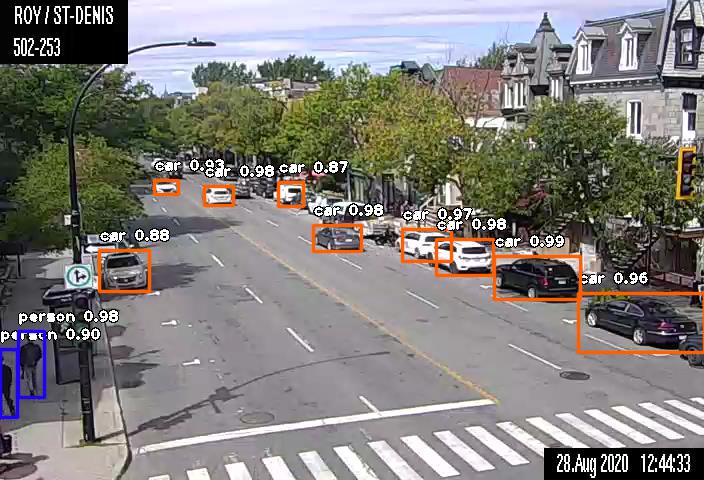 ROY / ST-DENIS
502-253
car 0.93
car 0.98
car 0.87
car 0.98
car 0.97
car 0.98
car 0.88
car 0.99
car 0.96
person 0.98
person 0.90
28.Aug 2020 12:44:33